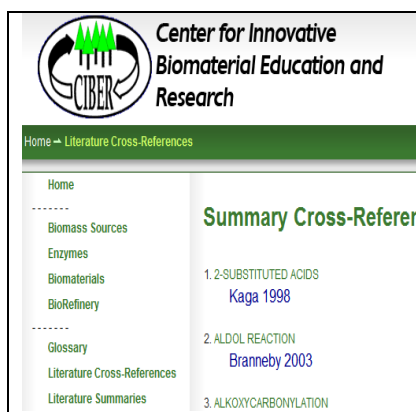 CIBER
Center for Innovative
Biomaterial Education and
Research
Home → Literature Cross-References
Home
-------
Biomass Sources
Enzymes
Biomaterials
BioRefinery
-------
Glossary
Literature Cross-References
Literature Summaries
Summary Cross-Refer
1. 2-SUBSTITUTED ACIDS
Kaga 1998
2. ALDOL REACTION
Branneby 2003
3. ALKOXYCARBONYLATION